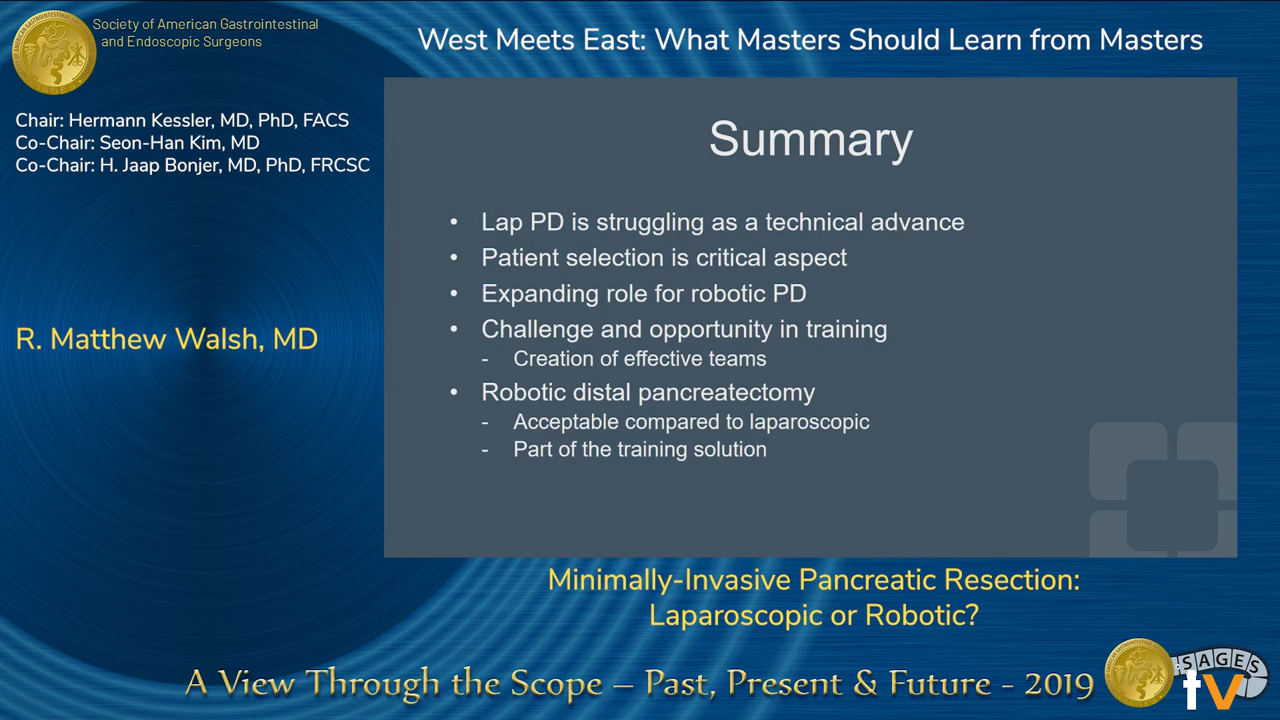 Society of American Gastrointestinal
and Endoscopic Surgeons
West Meets East: What Masters Should Learn from Masters
Chair: Hermann Kessler, MD, PhD, FACS
Co-Chair: Seon-Han Kim, MD
Co-Chair: H. Jaap Bonjer, MD, PhD, FRCSC
R. Matthew Walsh, MD
Summary
• Lap PD is struggling as a technical advance
• Patient selection is critical aspect
• Expanding role for robotic PD
• Challenge and opportunity in training
- Creation of effective teams
• Robotic distal pancreatectomy
- Acceptable compared to laparoscopic
- Part of the training solution
Minimally-Invasive Pancreatic Resection:
Laparoscopic or Robotic?
A View Through the Scope – Past, Present & Future - 2019
SAGES
tv